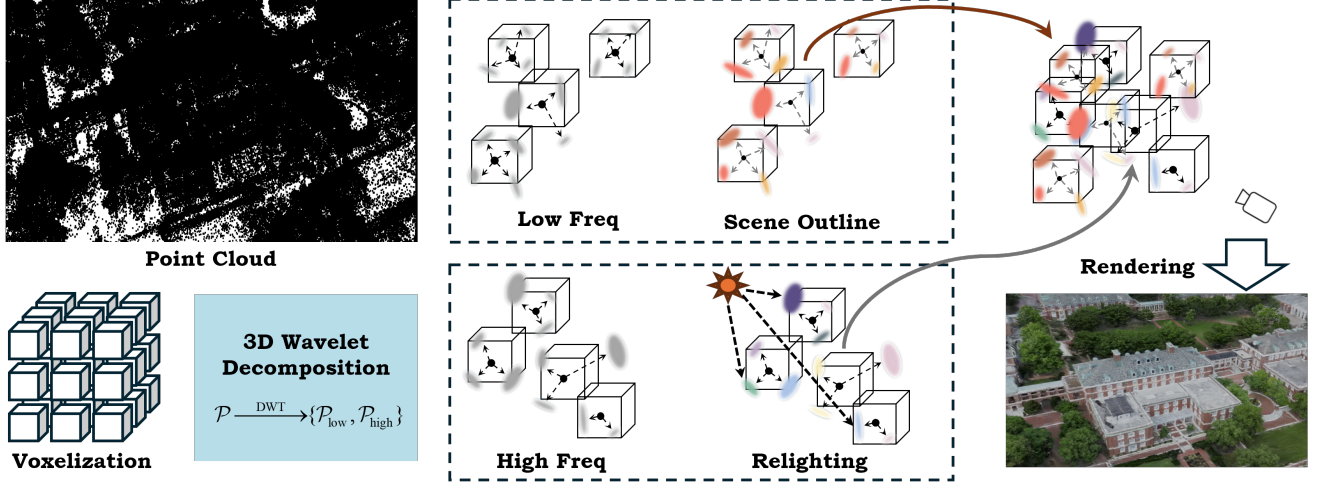 Point Cloud
Voxelization
3D Wavelet
Decomposition
𝒫 DWT→ {𝒫low, 𝒫high}
Low Freq
Scene Outline
High Freq
Relighting
Rendering